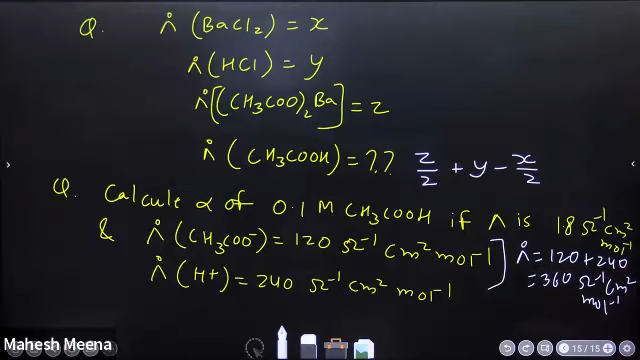 Q. Λ° (BaCl₂) = x
Λ° (HCl) = y
Λ° [(CH₃COO)₂ Ba] = z
Λ° (CH₃COOH) = ?? z/2 + y − x/2
Q. Calculate α of 0.1 M CH₃COOH if Λ is 1.8 Ω⁻¹ cm² mol⁻¹
& Λ° (CH₃COO⁻) = 120 Ω⁻¹ cm² mol⁻¹
Λ° (H+) = 240 Ω⁻¹ cm² mol⁻¹
Λ° = 120 + 240
= 360 Ω⁻¹ cm² mol⁻¹
Mahesh Meena
15/15